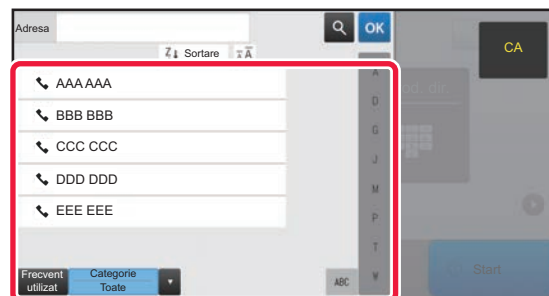 Adresa
OK
CA
Sortare
AAA AAA
BBB BBB
CCC CCC
DDD DDD
EEE EEE
A
D
G
J
M
P
T
W
Frecvent
utilizat
Categorie
Toate
ABC
Start